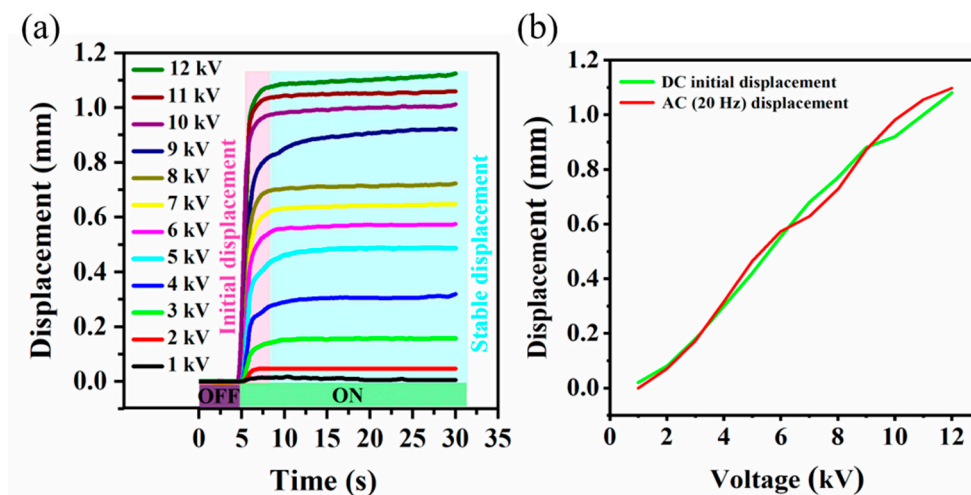 (a)
Displacement (mm)
1.2
1.0
0.8
0.6
0.4
0.2
0.0
12 kV
11 kV
10 kV
9 kV
8 kV
7 kV
6 kV
5 kV
4 kV
3 kV
2 kV
1 kV
Initial displacement
Stable displacement
OFF
ON
0 5 10 15 20 25 30 35
Time (s)
(b)
Displacement (mm)
1.2
1.0
0.8
0.6
0.4
0.2
0.0
DC initial displacement
AC (20 Hz) displacement
0 2 4 6 8 10 12
Voltage (kV)